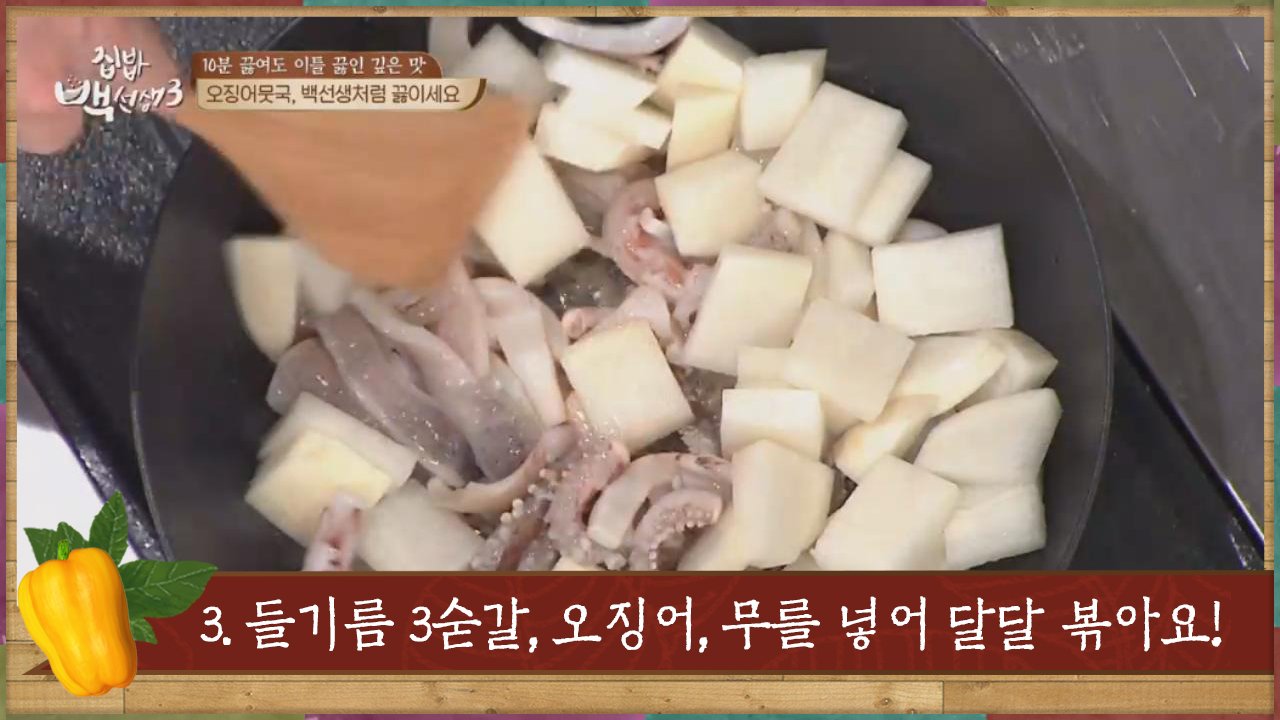 집밥
백선생3
10분 끓여도 이틀 끓인 깊은 맛
오징어뭇국, 백선생처럼 끓이세요
3. 들기름 3숟갈, 오징어, 무를 넣어 달달 볶아요!